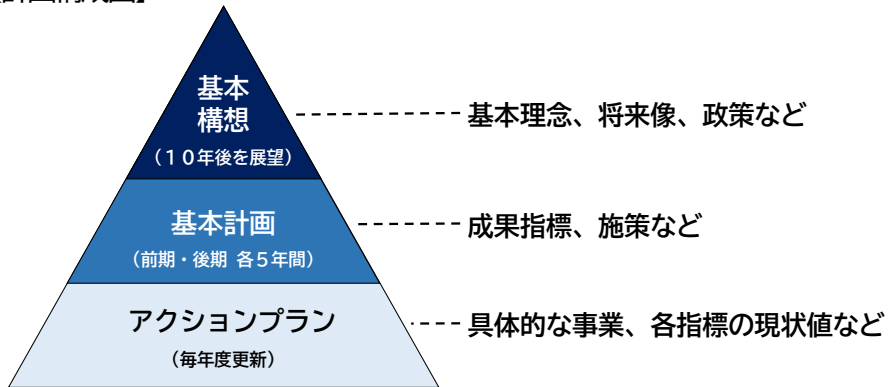 基本
構想
（１０年後を展望）
基本理念、将来像、政策など
基本計画
（前期・後期 各５年間）
成果指標、施策など
アクションプラン
（毎年度更新）
具体的な事業、各指標の現状値など